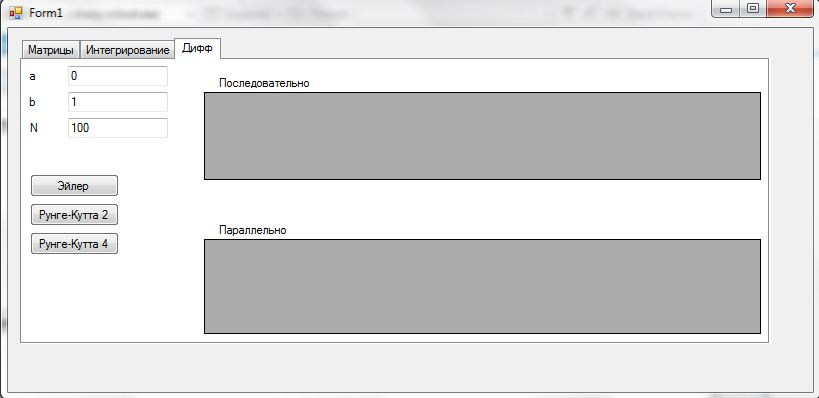 Form1
Матрицы Интегрирование Дифф
a 0
b 1
N 100
Последовательно
Эйлер
Рунге-Кутта 2
Рунге-Кутта 4
Параллельно